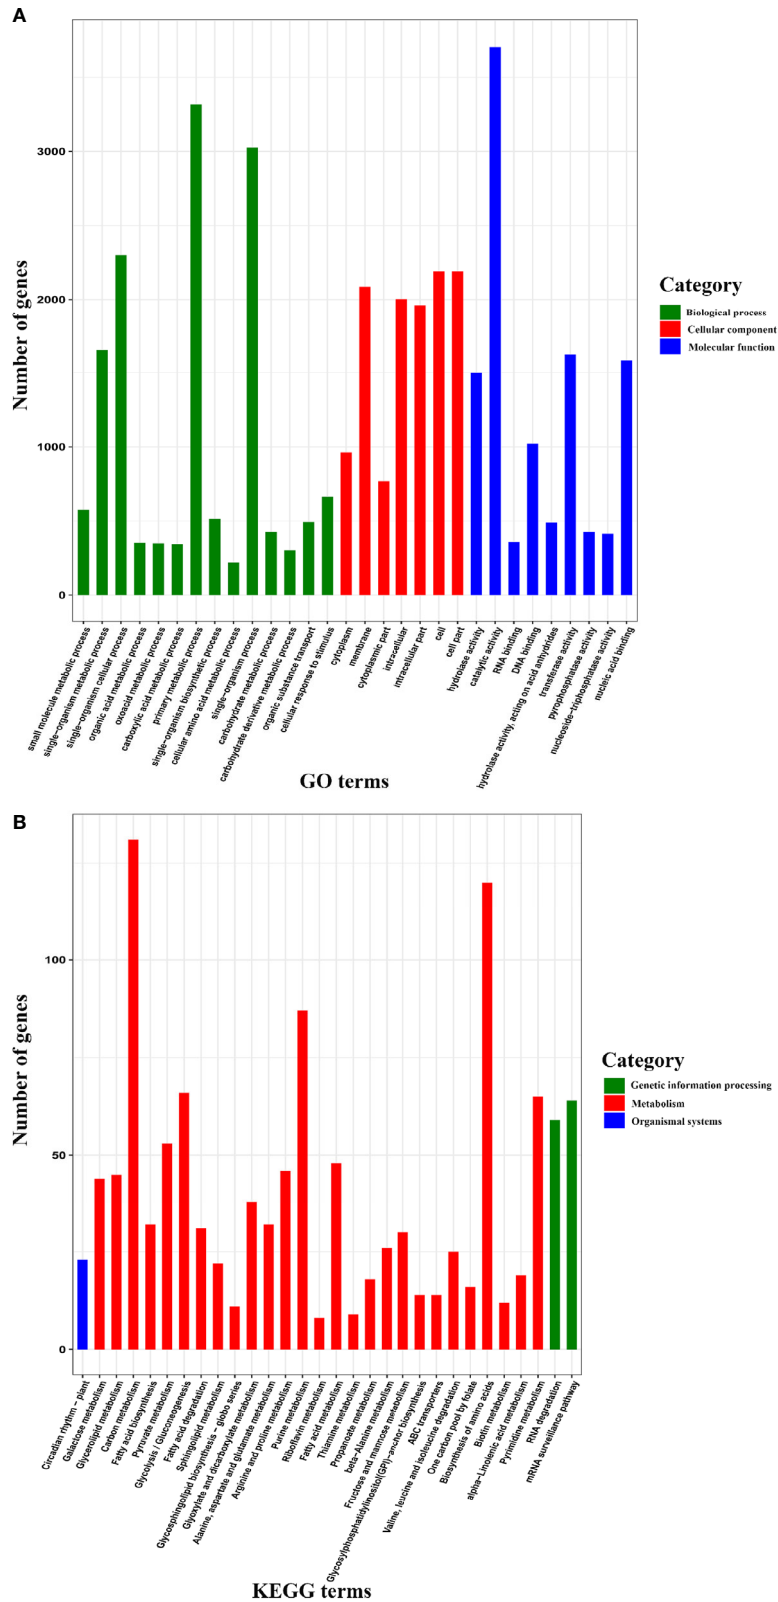 A
Number of genes
3000
2000
1000
0
small molecule metabolic process
single-organism metabolic process
single-organism cellular process
organic acid metabolic process
oxoacid metabolic process
carboxylic acid metabolic process
primary metabolic process
single-organism biosynthetic process
cellular amino acid metabolic process
single-organism process
carbohydrate metabolic process
carbohydrate derivative metabolic process
organic substance transport
cellular response to stimulus
cytoplasm
membrane
cytoplasmic part
intracellular
intracellular part
cell
cell part
hydrolase activity
catalytic activity
RNA binding
DNA binding
hydrolase activity, acting on acid anhydrides
transferase activity
pyrophosphatase activity
nucleoside-triphosphatase activity
nucleic acid binding
GO terms
Category
Biological process
Cellular component
Molecular function
B
Number of genes
100
50
0
Circadian rhythm - plant
Galactose metabolism
Glycerolipid metabolism
Carbon metabolism
Fatty acid biosynthesis
Pyruvate metabolism
Glycolysis / Gluconeogenesis
Fatty acid degradation
Sphingolipid metabolism
Glycosphingolipid biosynthesis - globo series
Glyoxylate and dicarboxylate metabolism
Alanine, aspartate and glutamate metabolism
Arginine and proline metabolism
Purine metabolism
Riboflavin metabolism
Fatty acid metabolism
Thiamine metabolism
Propanoate metabolism
beta-Alanine metabolism
Fructose and mannose metabolism
Glycosylphosphatidylinositol(GPI)-anchor biosynthesis
ABC transporters
Valine, leucine and isoleucine degradation
One carbon pool by folate
Biosynthesis of amino acids
Biotin metabolism
alpha-Linolenic acid metabolism
Pyrimidine metabolism
RNA degradation
mRNA surveillance pathway
KEGG terms
Category
Genetic information processing
Metabolism
Organismal systems